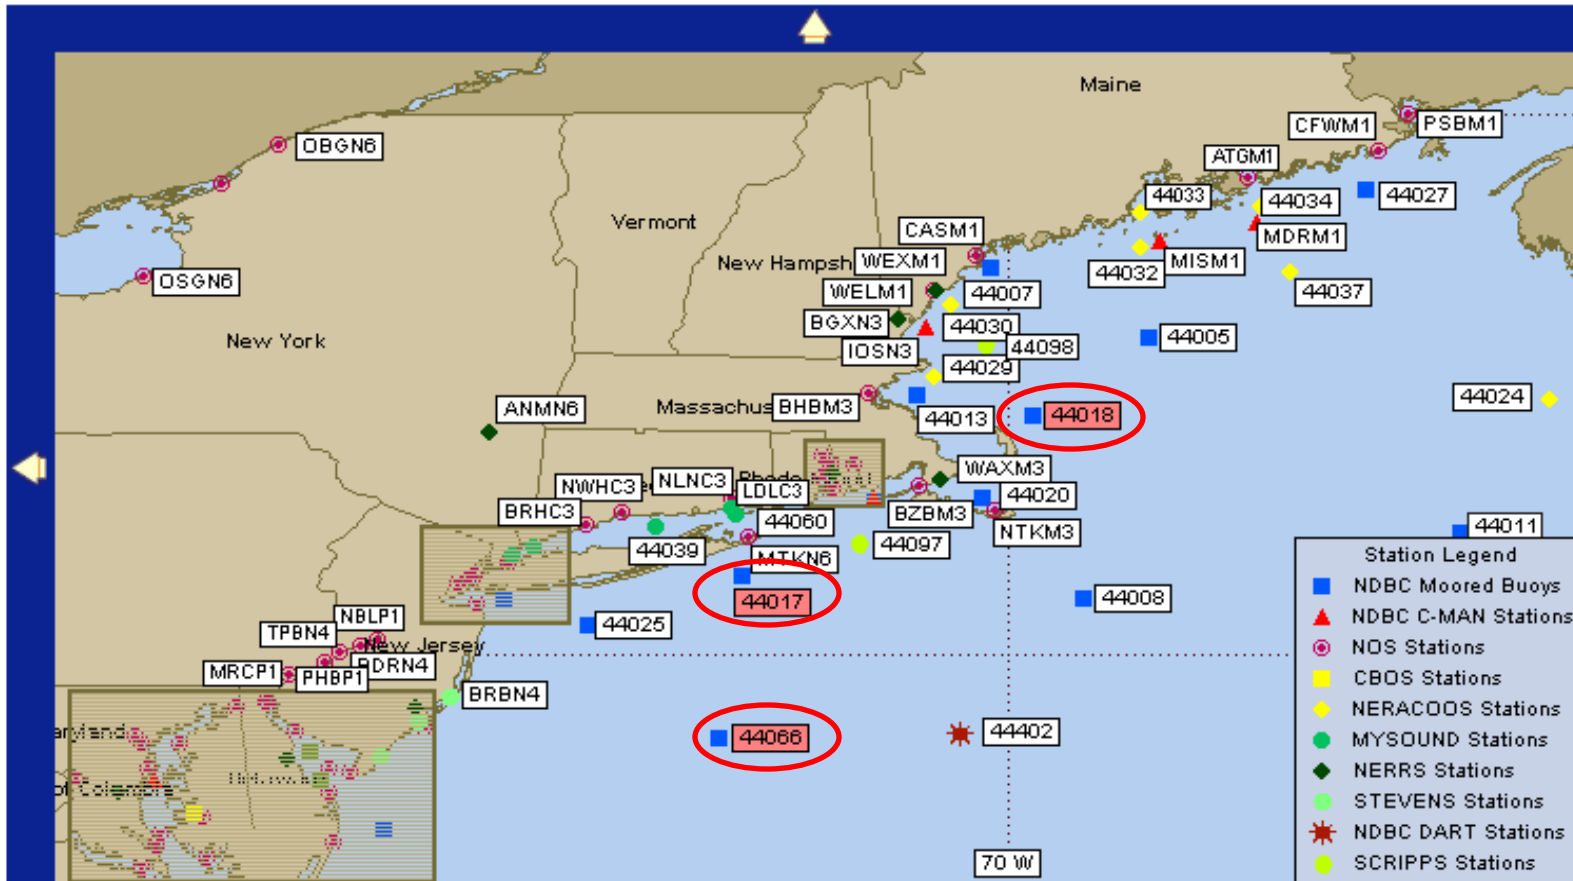 Maine
CFWM1
PSBM1
OBGN6
ATGM1
44033
44034
44027
Vermont
CASM1
MDRM1
New Hampsh
WEXM1
MISM1
44032
OSGN6
WELM1
44007
44037
BGXN3
44030
New York
IOSN3
44098
44005
44029
44024
ANMN6
Massachus
BHBM3
44013
44018
NWHC3
NLNC3
LDLC3
WAXM3
44020
BRHC3
44060
BZBM3
NTKM3
44011
44039
MTKN6
44097
Station Legend
NDBC Moored Buoys
NDBC C-MAN Stations
NOS Stations
CBOS Stations
NERACOOS Stations
MYSOUND Stations
NERRS Stations
STEVENS Stations
NDBC DART Stations
SCRIPPS Stations
44017
44008
NBLP1
44025
TPBN4
New Jersey
MRCP1
PHBP1
BDRN4
BRBN4
aryland
44066
44402
of Columbia
70 W